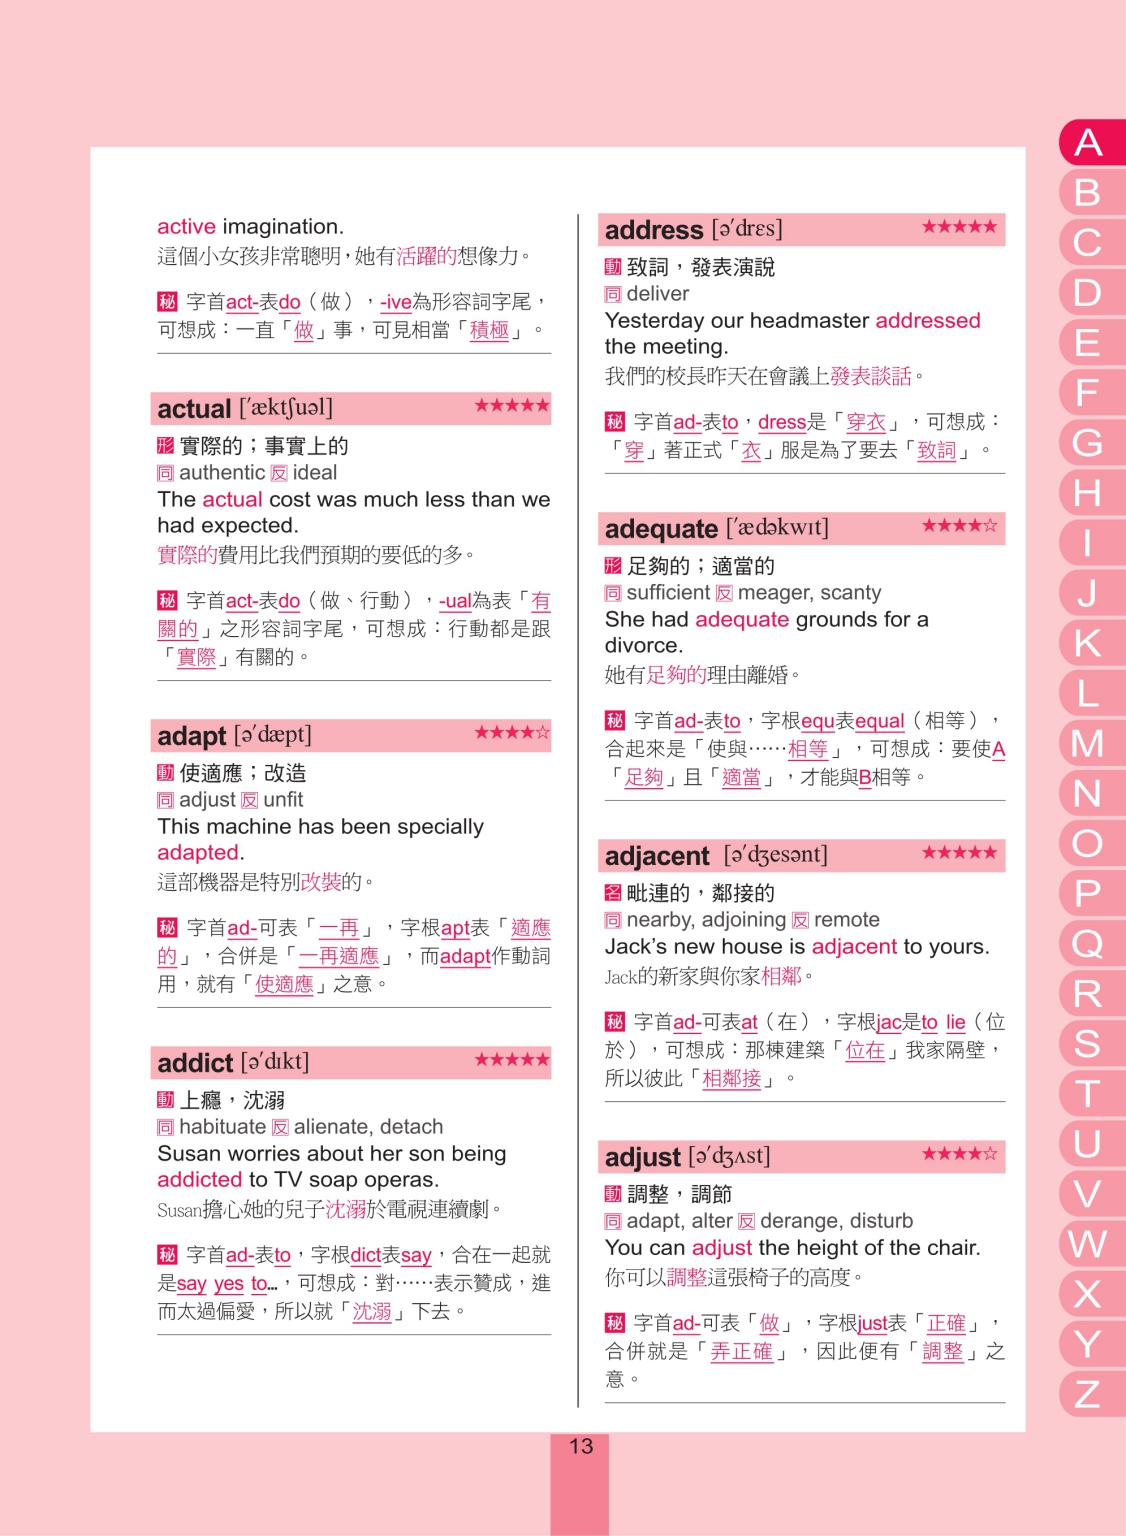 active imagination.
這個小女孩非常聰明，她有活躍的想像力。
秘 字首act-表do（做），-ive為形容詞字尾，
可想成：一直「做」事，可見相當「積極」。
actual [ˈæktʃuəl] ★★★★★
形 實際的；事實上的
同 authentic 反 ideal
The actual cost was much less than we
had expected.
實際的費用比我們預期的要低的多。
秘 字首act-表do（做、行動），-ual為表「有
關的」之形容詞字尾，可想成：行動都是跟
「實際」有關的。
adapt [əˈdæpt] ★★★★☆
動 使適應；改造
同 adjust 反 unfit
This machine has been specially
adapted.
這部機器是特別改裝的。
秘 字首ad-可表「一再」，字根apt表「適應
的」，合併是「一再適應」，而adapt作動詞
用，就有「使適應」之意。
addict [əˈdɪkt] ★★★★★
動 上癮，沈溺
同 habituate 反 alienate, detach
Susan worries about her son being
addicted to TV soap operas.
Susan擔心她的兒子沈溺於電視連續劇。
秘 字首ad-表to，字根dict表say，合在一起就
是say yes to…，可想成：對……表示贊成，進
而太過偏愛，所以就「沈溺」下去。
address [əˈdrɛs] ★★★★★
動 致詞，發表演說
同 deliver
Yesterday our headmaster addressed
the meeting.
我們的校長昨天在會議上發表談話。
秘 字首ad-表to，dress是「穿衣」，可想成：
「穿」著正式「衣」服是為了要去「致詞」。
adequate [ˈædəkwɪt] ★★★★☆
形 足夠的；適當的
同 sufficient 反 meager, scanty
She had adequate grounds for a
divorce.
她有足夠的理由離婚。
秘 字首ad-表to，字根equ表equal（相等），
合起來是「使與……相等」，可想成：要使A
「足夠」且「適當」，才能與B相等。
adjacent [əˈdʒesənt] ★★★★★
名 毗連的，鄰接的
同 nearby, adjoining 反 remote
Jack's new house is adjacent to yours.
Jack的新家與你家相鄰。
秘 字首ad-可表at（在），字根jac是to lie（位
於），可想成：那棟建築「位在」我家隔壁，
所以彼此「相鄰接」。
adjust [əˈdʒʌst] ★★★★☆
動 調整，調節
同 adapt, alter 反 derange, disturb
You can adjust the height of the chair.
你可以調整這張椅子的高度。
秘 字首ad-可表「做」，字根just表「正確」，
合併就是「弄正確」，因此便有「調整」之
意。
13
A
B
C
D
E
F
G
H
I
J
K
L
M
N
O
P
Q
R
S
T
U
V
W
X
Y
Z